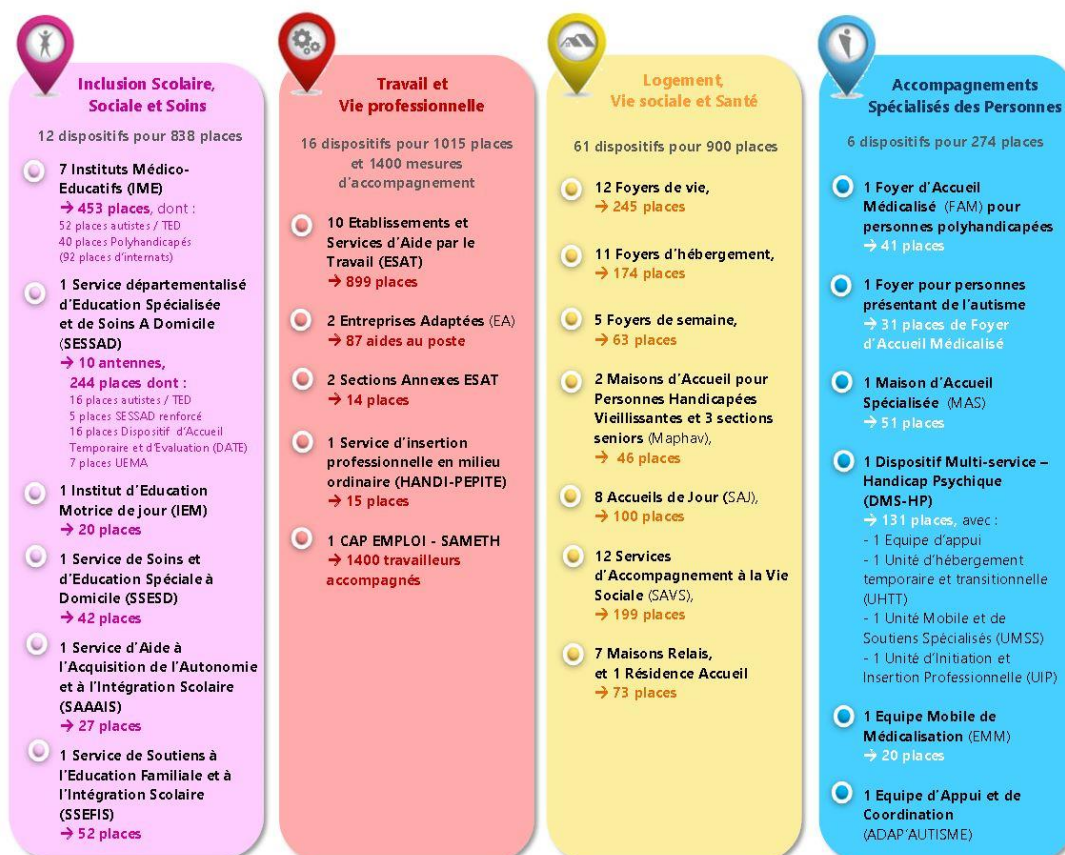 Inclusion Scolaire,
Sociale et Soins
12 dispositifs pour 838 places
7 Instituts Médico-
Educatifs (IME)
→ 453 places, dont :
52 places autistes / TED
40 places Polyhandicapés
(92 places d'internats)
1 Service départementalisé
d'Education Spécialisée
et de Soins A Domicile
(SESSAD)
→ 10 antennes,
244 places dont :
16 places autistes / TED
5 places SESSAD renforcé
16 places Dispositif d'Accueil
Temporaire et d'Evaluation (DATE)
7 places UEMA
1 Institut d'Education
Motrice de jour (IEM)
→ 20 places
1 Service de Soins et
d'Education Spéciale à
Domicile (SSESD)
→ 42 places
1 Service d'Aide à
l'Acquisition de l'Autonomie
et à l'Intégration Scolaire
(SAAAIS)
→ 27 places
1 Service de Soutiens à
l'Education Familiale et à
l'Intégration Scolaire
(SSEFIS)
→ 52 places
Travail et
Vie professionnelle
16 dispositifs pour 1015 places
et 1400 mesures
d'accompagnement
10 Etablissements et
Services d'Aide par le
Travail (ESAT)
→ 899 places
2 Entreprises Adaptées (EA)
→ 87 aides au poste
2 Sections Annexes ESAT
→ 14 places
1 Service d'insertion
professionnelle en milieu
ordinaire (HANDI-PEPITE)
→ 15 places
1 CAP EMPLOI - SAMETH
→ 1400 travailleurs
accompagnés
Logement,
Vie sociale et Santé
61 dispositifs pour 900 places
12 Foyers de vie,
→ 245 places
11 Foyers d'hébergement,
→ 174 places
5 Foyers de semaine,
→ 63 places
2 Maisons d'Accueil pour
Personnes Handicapées
Vieillissantes et 3 sections
seniors (Maphav),
→ 46 places
8 Accueils de Jour (SAJ),
→ 100 places
12 Services
d'Accompagnement à la Vie
Sociale (SAVS),
→ 199 places
7 Maisons Relais,
et 1 Résidence Accueil
→ 73 places
Accompagnements
Spécialisés des Personnes
6 dispositifs pour 274 places
1 Foyer d'Accueil
Médicalisé (FAM) pour
personnes polyhandicapées
→ 41 places
1 Foyer pour personnes
présentant de l'autisme
→ 31 places de Foyer
d'Accueil Médicalisé
1 Maison d'Accueil
Spécialisée (MAS)
→ 51 places
1 Dispositif Multi-service –
Handicap Psychique
(DMS-HP)
→ 131 places, avec :
- 1 Equipe d'appui
- 1 Unité d'hébergement
temporaire et transitionnelle
(UHTT)
- 1 Unité Mobile et de
Soutiens Spécialisés (UMSS)
- 1 Unité d'Initiation et
Insertion Professionnelle (UIP)
1 Equipe Mobile de
Médicalisation (EMM)
→ 20 places
1 Equipe d'Appui et de
Coordination
(ADAP'AUTISME)